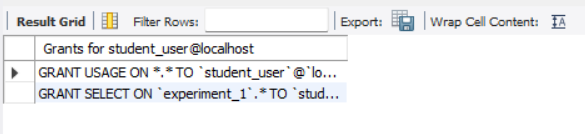 Result Grid Filter Rows: Export: Wrap Cell Content: IA
Grants for student_user@localhost
GRANT USAGE ON *.* TO `student_user`@`lo...
GRANT SELECT ON `experiment_1`.* TO `stud...